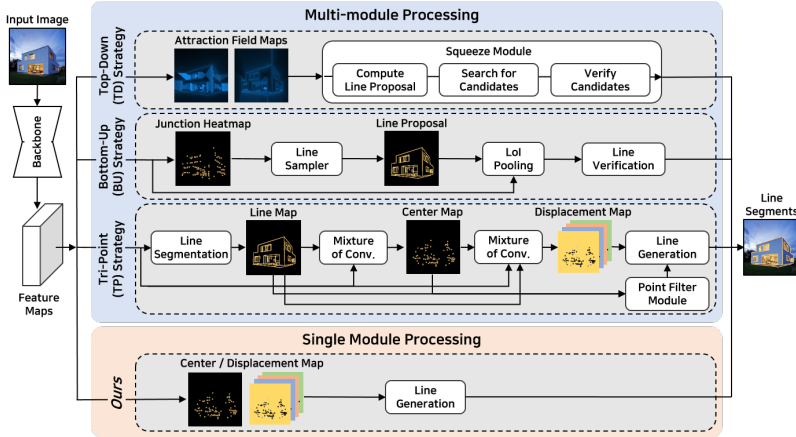 Multi-module Processing
Input Image
Backbone
Feature
Maps
Top-Down
(TD) Strategy
Attraction Field Maps
Squeeze Module
Compute
Line Proposal
Search for
Candidates
Verify
Candidates
Bottom-Up
(BU) Strategy
Junction Heatmap
Line
Sampler
Line Proposal
LoI
Pooling
Line
Verification
Tri-Point
(TP) Strategy
Line
Segmentation
Line Map
Mixture
of Conv.
Center Map
Mixture
of Conv.
Displacement Map
Line
Generation
Point Filter
Module
Line
Segments
Single Module Processing
Ours
Center / Displacement Map
Line
Generation